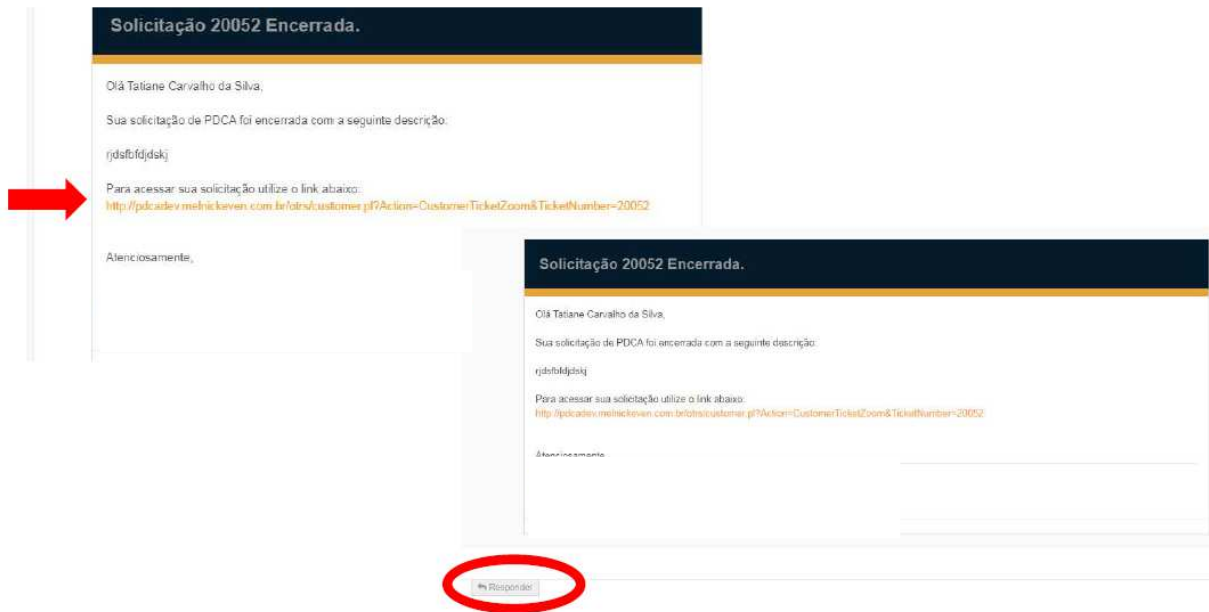 Solicitação 20052 Encerrada.
Olá Tatiane Carvalho da Silva,
Sua solicitação de PDCA foi encerrada com a seguinte descrição:
rjdsfbfdjdskj
Para acessar sua solicitação utilize o link abaixo:
http://pdcadev.melnickeven.com.br/otrs/customer.pl?Action=CustomerTicketZoom&TicketNumber=20052
Atenciosamente,
Solicitação 20052 Encerrada.
Olá Tatiane Carvalho da Silva,
Sua solicitação de PDCA foi encerrada com a seguinte descrição:
rjdsfbfdjdskj
Para acessar sua solicitação utilize o link abaixo:
http://pdcadev.melnickeven.com.br/otrs/customer.pl?Action=CustomerTicketZoom&TicketNumber=20052
Atenciosamente
Responder